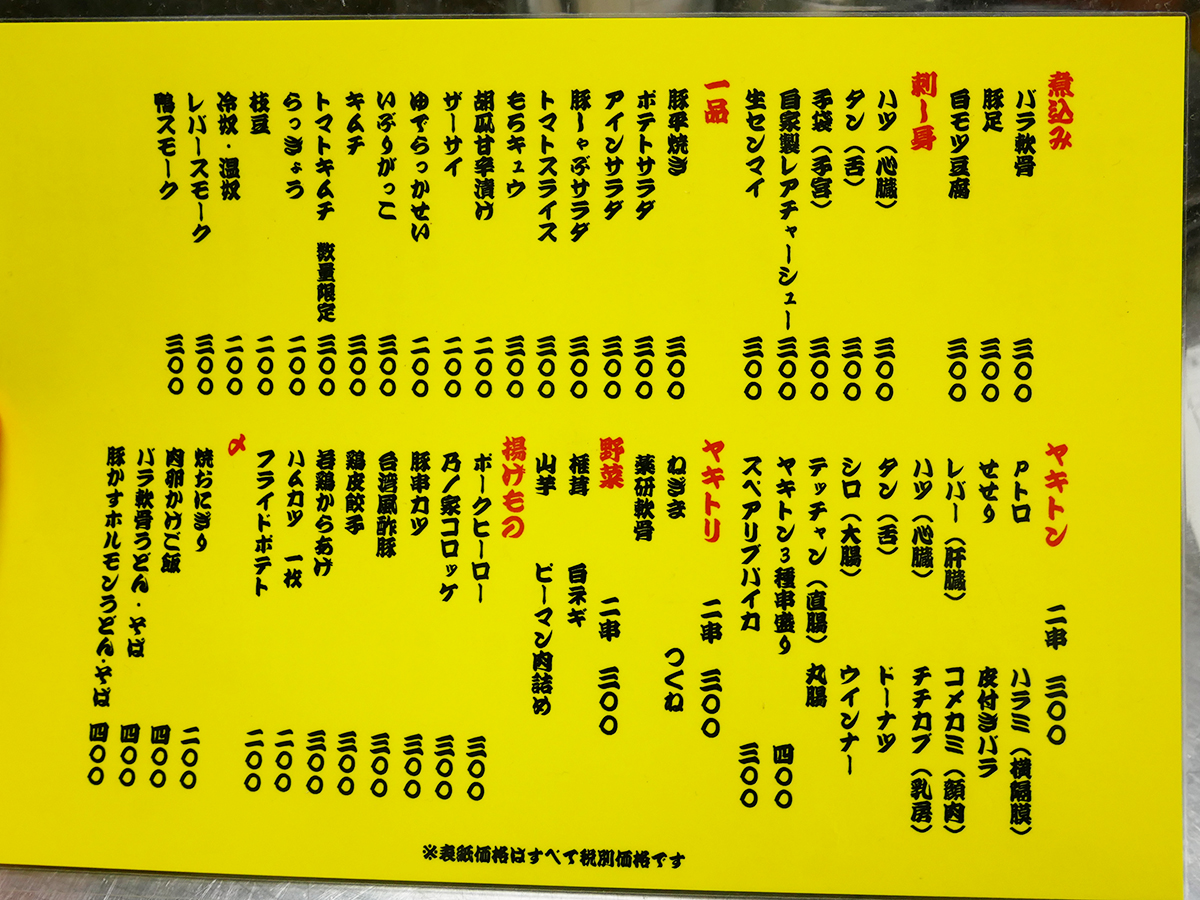 煮込み
バラ軟骨 三〇〇
豚足 三〇〇
白モツ豆腐 三〇〇
刺し身
ハツ（心臓） 三〇〇
タン（舌） 三〇〇
子袋（子宮） 三〇〇
自家製レアチャーシュー 三〇〇
生センマイ 三〇〇
一品
豚平焼き 三〇〇
ポテトサラダ 三〇〇
アインサラダ 三〇〇
豚しゃぶサラダ 三〇〇
トマトスライス 三〇〇
もろキュウ 三〇〇
胡瓜甘辛漬け 二〇〇
ザーサイ 二〇〇
ゆでらっかせい 二〇〇
いぶりがっこ 三〇〇
キムチ 三〇〇
トマトキムチ 数量限定 三〇〇
らっきょう 二〇〇
枝豆 二〇〇
冷奴・温奴 二〇〇
レバースモーク 三〇〇
鴨スモーク 三〇〇
ヤキトン 二串 三〇〇
Pトロ ハラミ（横隔膜）
せせり 皮付きバラ
レバー（肝臓） コメカミ（顔肉）
ハツ（心臓） チチカブ（乳房）
タン（舌） ドーナツ
シロ（大腸） ウインナー
テッチャン（直腸） 丸腸
ヤキトン3種串盛り 四〇〇
スペアリブバイカ 三〇〇
ヤキトリ 二串 三〇〇
ねぎま つくね
薬研軟骨
野菜 二串 三〇〇
椎茸 白ネギ
山芋 ピーマン肉詰め
揚げもの
ポークヒーロー 三〇〇
乃ノ家コロッケ 三〇〇
豚串カツ 三〇〇
台湾風酢豚 三〇〇
鶏皮餃子 三〇〇
若鶏からあげ 三〇〇
ハムカツ 一枚 二〇〇
フライドポテト 二〇〇
〆
焼おにぎり 二〇〇
肉卵かけご飯 四〇〇
バラ軟骨うどん・そば 四〇〇
豚かすホルモンうどん・そば 四〇〇
※表紙価格はすべて税別価格です